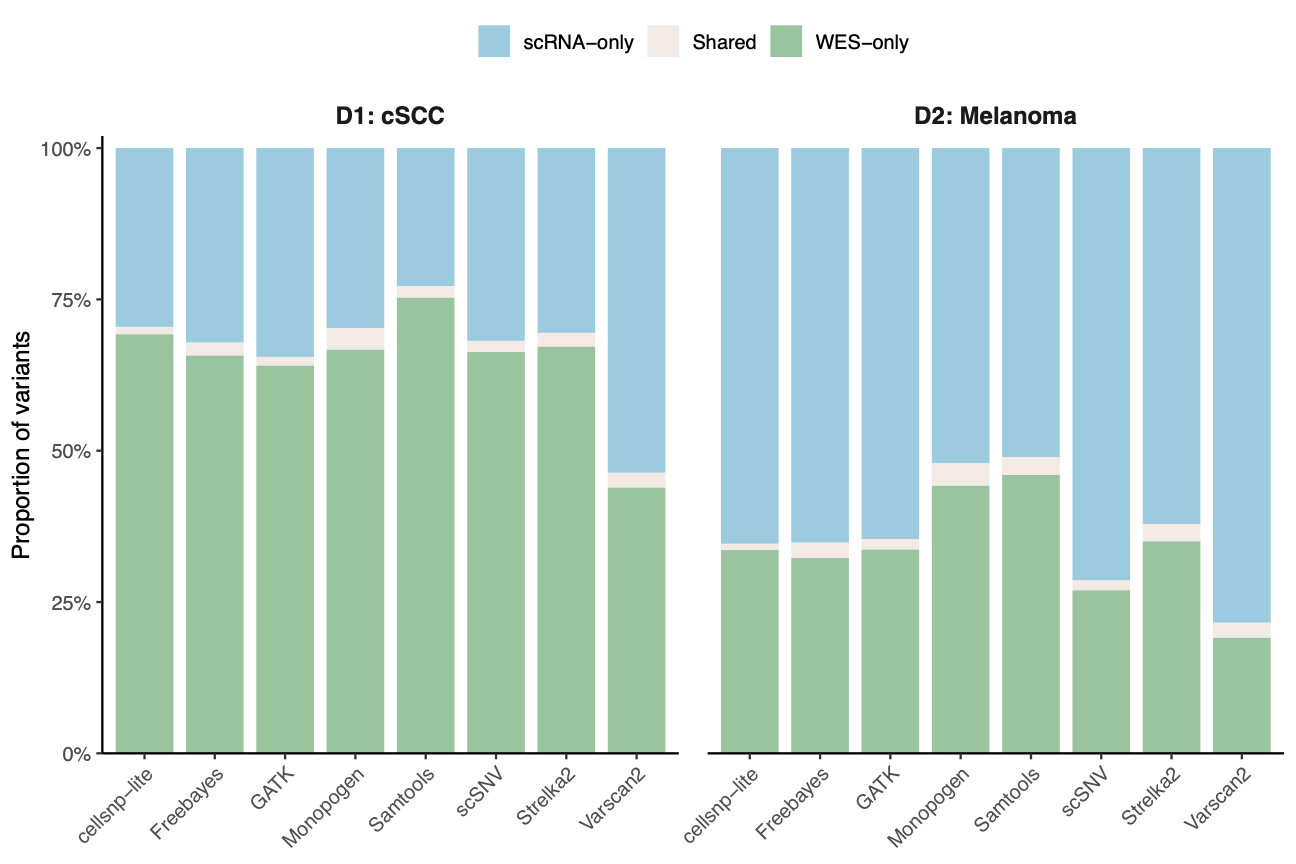 scRNA−only Shared WES−only
D1: cSCC D2: Melanoma
Proportion of variants
100%
75%
50%
25%
0%
cellsnp−lite Freebayes GATK Monopogen Samtools scSNV Strelka2 Varscan2
cellsnp−lite Freebayes GATK Monopogen Samtools scSNV Strelka2 Varscan2